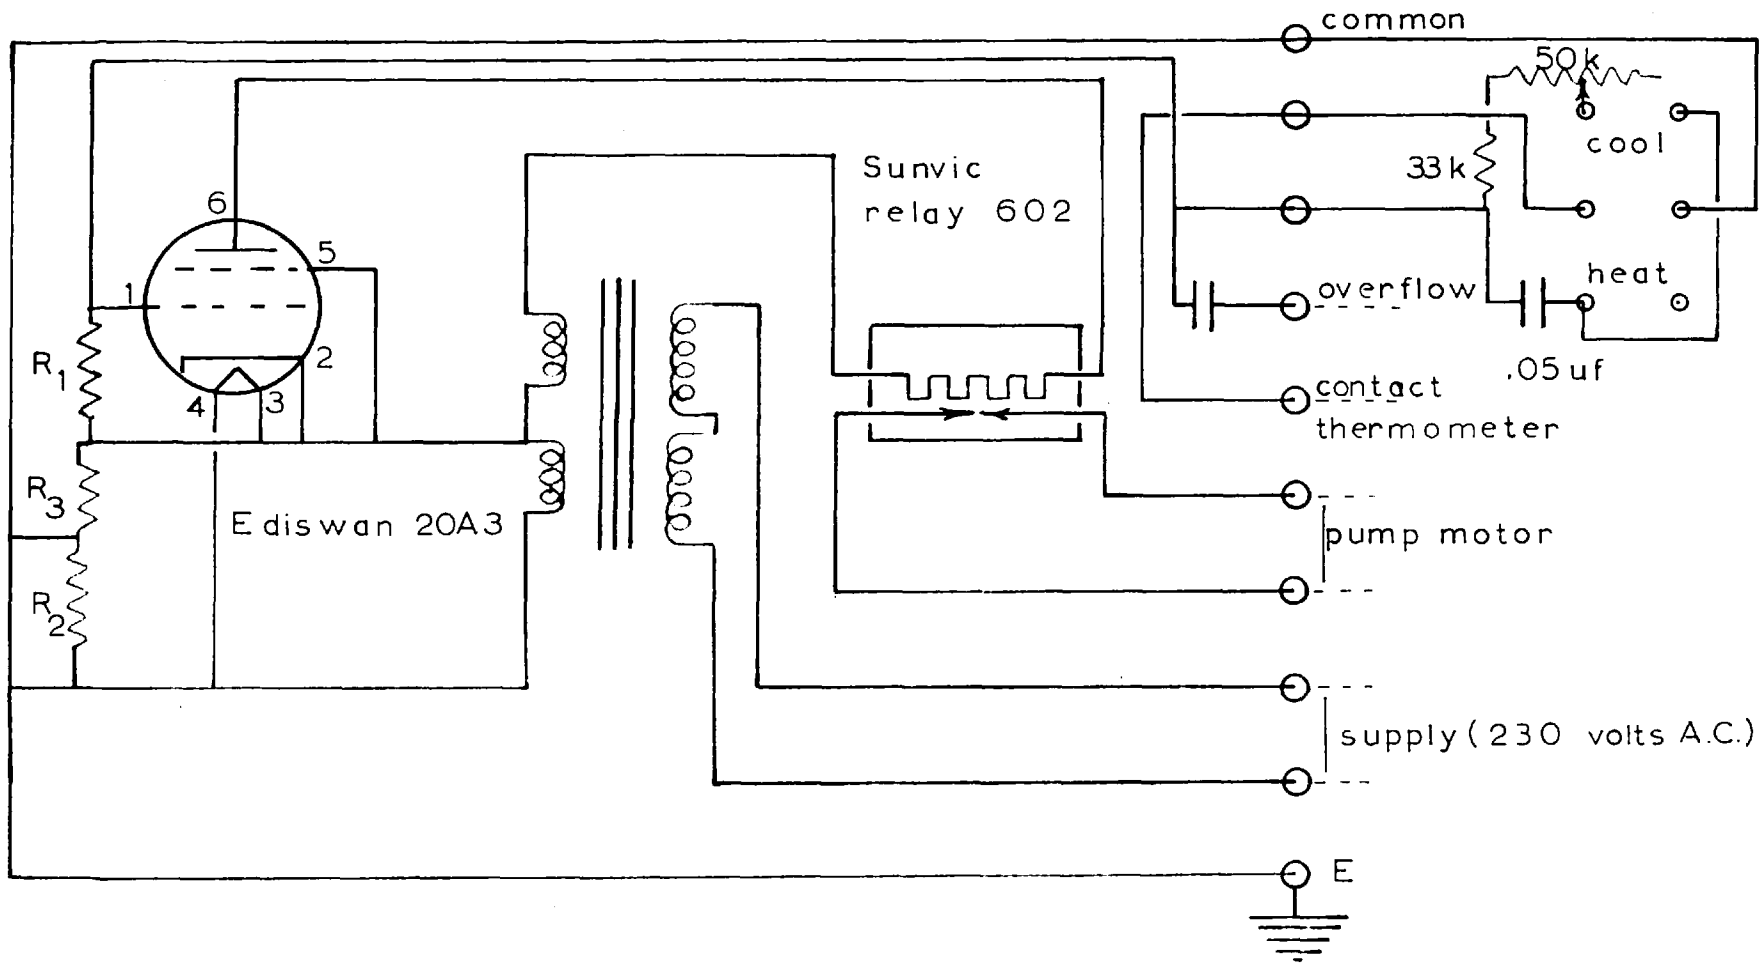 common
50k
cool
33k
Sunvic
relay 602
6
5
1
overflow
heat
R1
2
4
3
contact
thermometer
.05uf
R3
Ediswan 20A3
pump motor
R2
supply (230 volts A.C.)
E